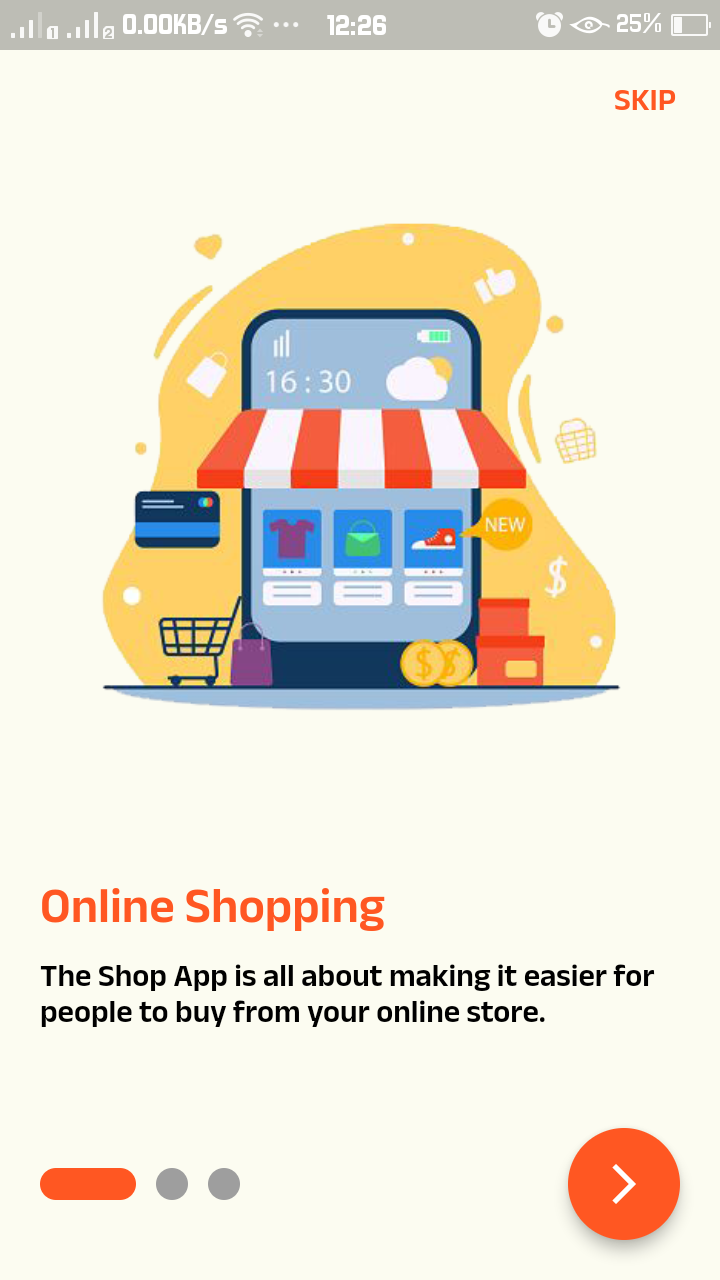 1 2 0.00KB/s ... 12:26 25%
SKIP
16 : 30
NEW
$
$ $
Online Shopping
The Shop App is all about making it easier for
people to buy from your online store.